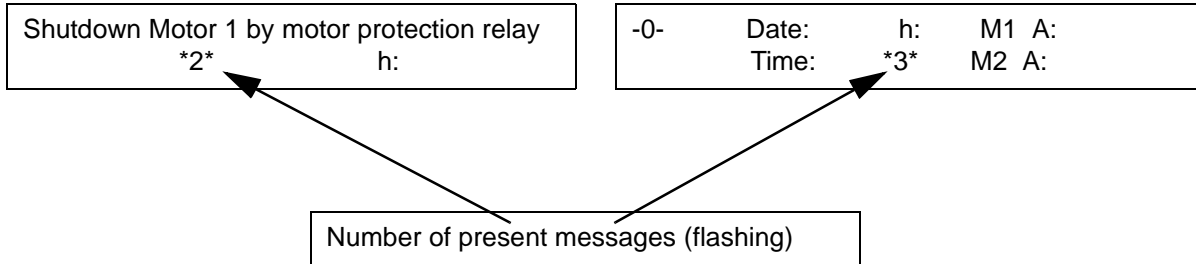 Shutdown Motor 1 by motor protection relay
*2* h:
-0- Date: h: M1 A:
Time: *3* M2 A:
Number of present messages (flashing)